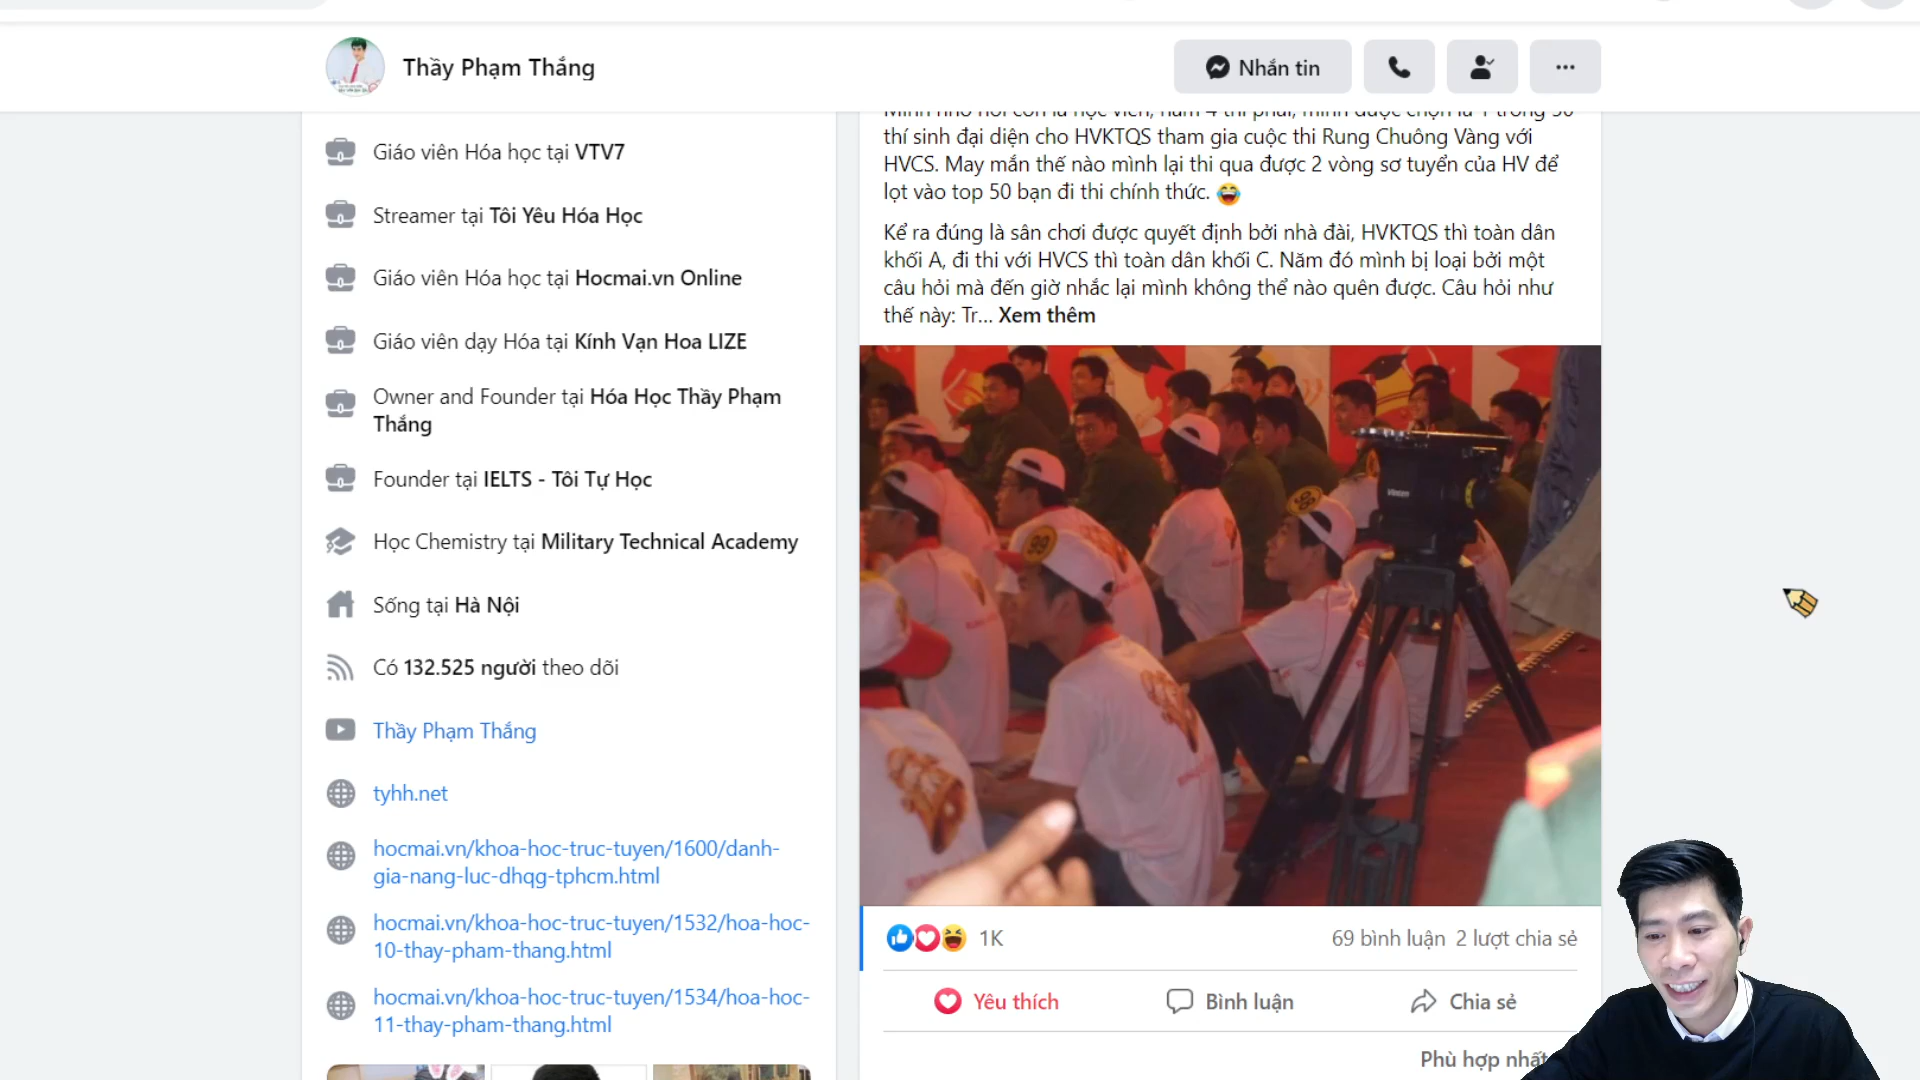 Thầy Phạm Thắng
Nhắn tin
Giáo viên Hóa học tại VTV7
Streamer tại Tôi Yêu Hóa Học
Giáo viên Hóa học tại Hocmai.vn Online
Giáo viên dạy Hóa tại Kính Vạn Hoa LIZE
Owner and Founder tại Hóa Học Thầy Phạm
Thắng
Founder tại IELTS - Tôi Tự Học
Học Chemistry tại Military Technical Academy
Sống tại Hà Nội
Có 132.525 người theo dõi
Thầy Phạm Thắng
tyhh.net
hocmai.vn/khoa-hoc-truc-tuyen/1600/danh-
gia-nang-luc-dhqg-tphcm.html
hocmai.vn/khoa-hoc-truc-tuyen/1532/hoa-hoc-
10-thay-pham-thang.html
hocmai.vn/khoa-hoc-truc-tuyen/1534/hoa-hoc-
11-thay-pham-thang.html
thí sinh đại diện cho HVKTQS tham gia cuộc thi Rung Chuông Vàng với
HVCS. May mắn thế nào mình lại thi qua được 2 vòng sơ tuyển của HV để
lọt vào top 50 bạn đi thi chính thức. 😂
Kể ra đúng là sân chơi được quyết định bởi nhà đài, HVKTQS thì toàn dân
khối A, đi thi với HVCS thì toàn dân khối C. Năm đó mình bị loại bởi một
câu hỏi mà đến giờ nhắc lại mình không thể nào quên được. Câu hỏi như
thế này: Tr... Xem thêm
99
1K
69 bình luận 2 lượt chia sẻ
Yêu thích
Bình luận
Chia sẻ
Phù hợp nhất